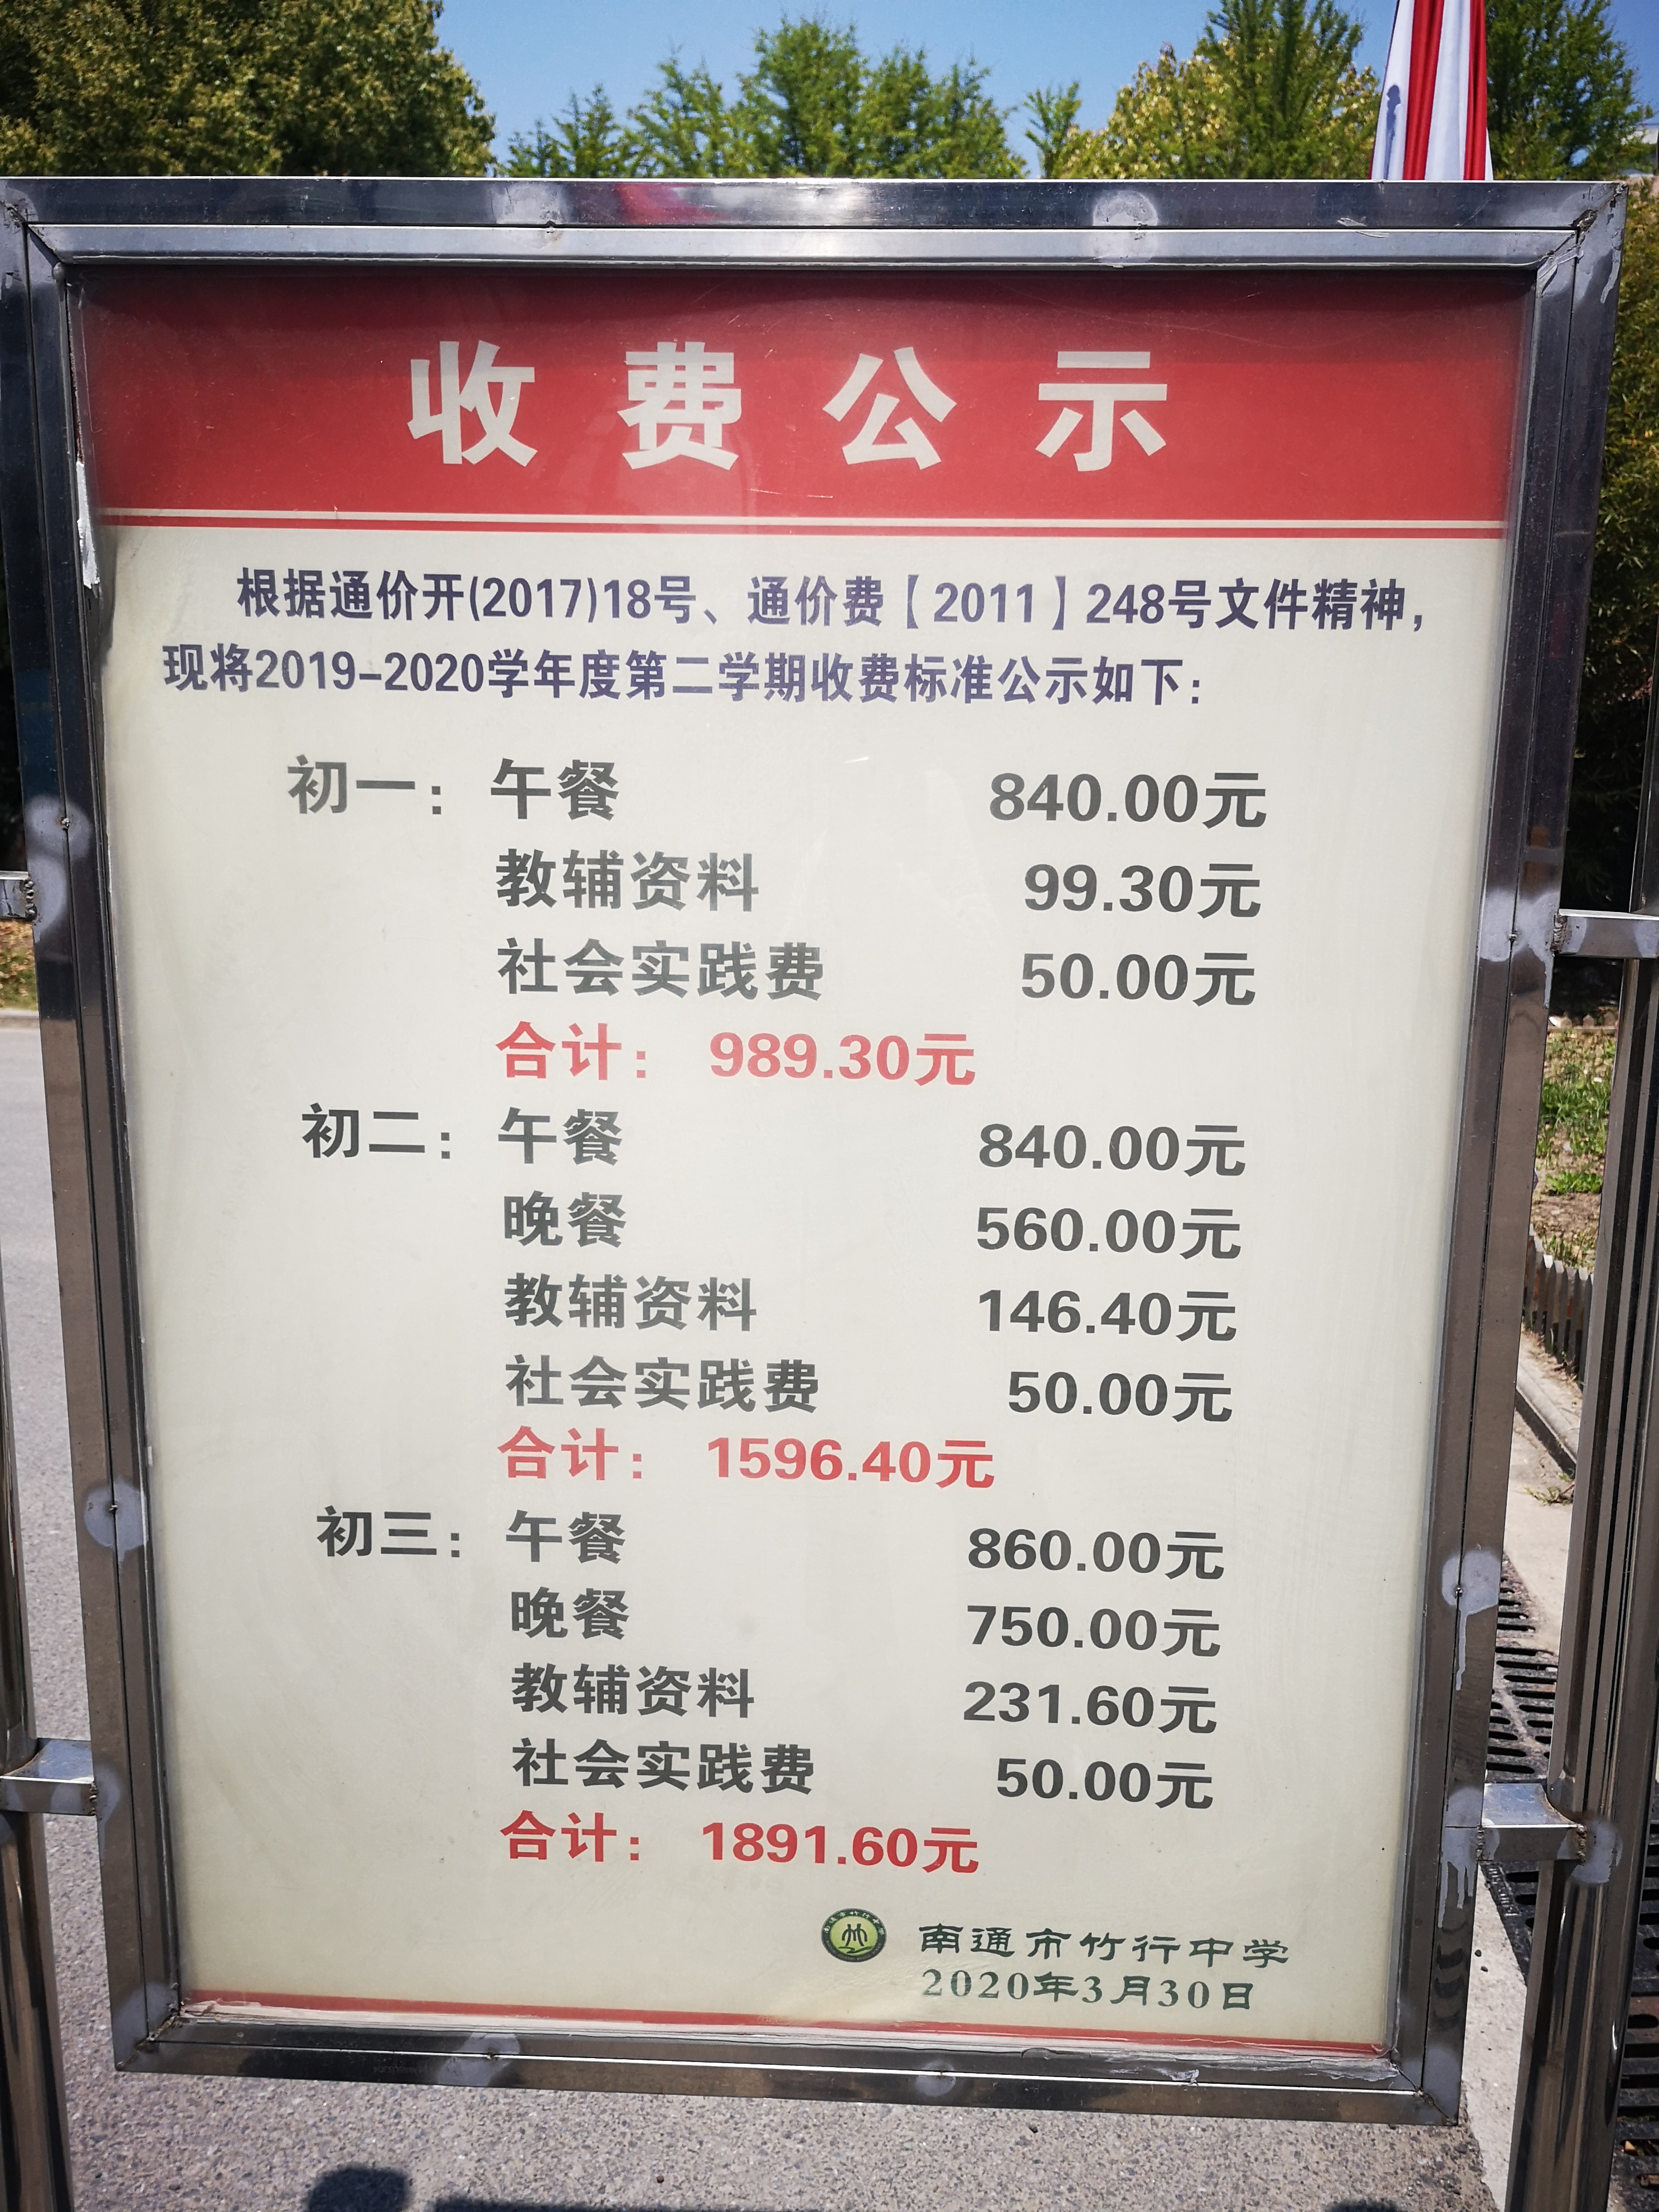 收费公示
根据通价开(2017)18号、通价费【2011】248号文件精神，
现将2019-2020学年度第二学期收费标准公示如下：
初一：午餐 840.00元
教辅资料 99.30元
社会实践费 50.00元
合计： 989.30元
初二：午餐 840.00元
晚餐 560.00元
教辅资料 146.40元
社会实践费 50.00元
合计： 1596.40元
初三：午餐 860.00元
晚餐 750.00元
教辅资料 231.60元
社会实践费 50.00元
合计： 1891.60元
南通市竹行中学
2020年3月30日